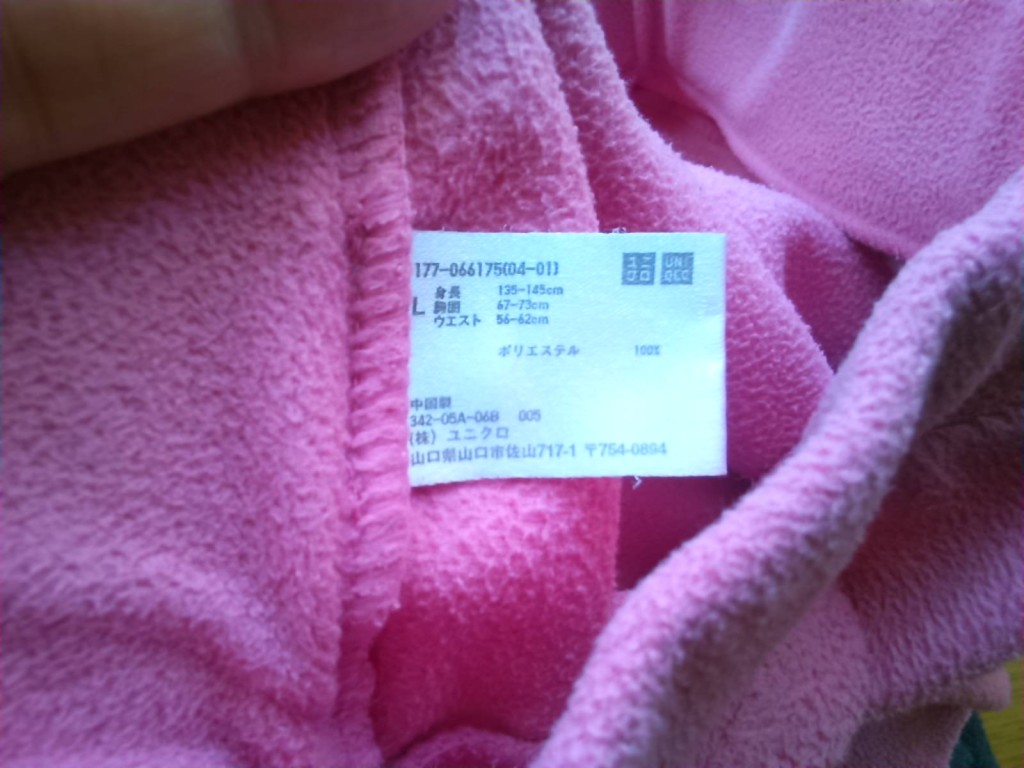 177-066175(04-01)
ユニクロ UNIQLO
L 身長 135-145cm
胸囲 67-73cm
ウエスト 56-62cm
ポリエステル 100%
中国製
342-05A-06B 005
(株) ユニクロ
山口県山口市佐山717-1 〒754-0894